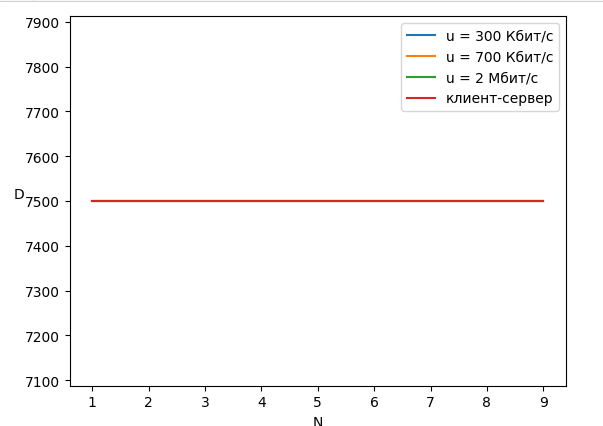 7900
7800
7700
7600
7500
7400
7300
7200
7100
D
u = 300 Кбит/с
u = 700 Кбит/с
u = 2 Мбит/с
клиент-сервер
1 2 3 4 5 6 7 8 9
N